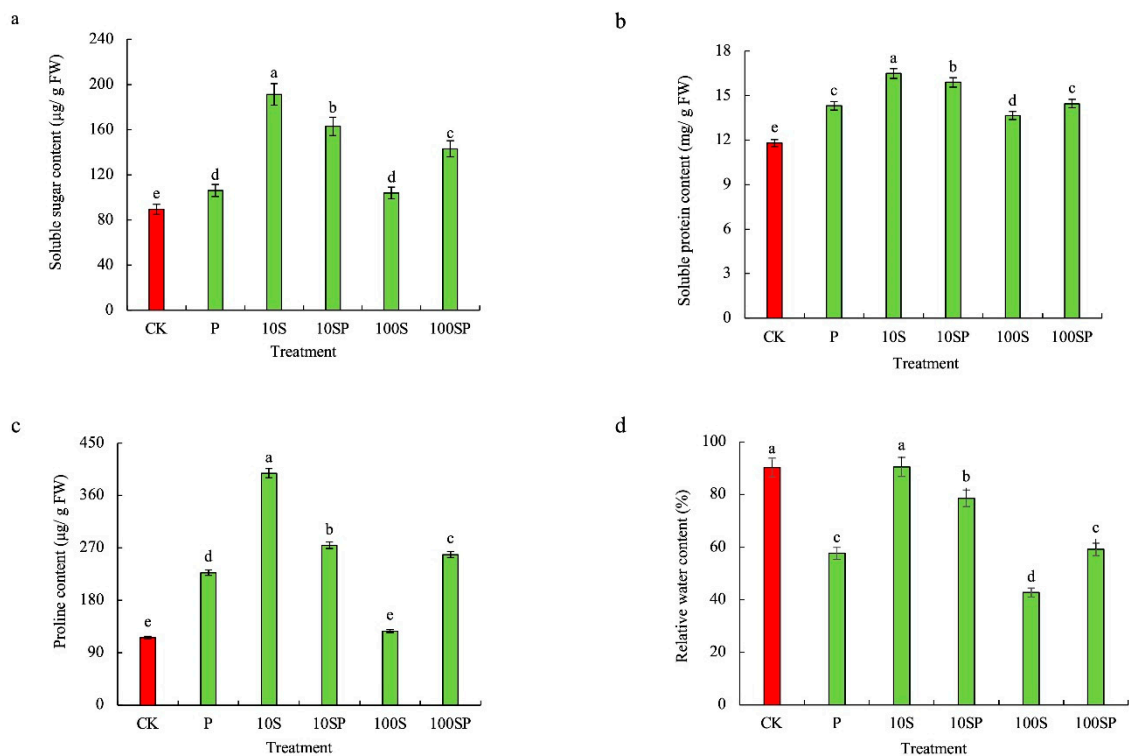 a
Soluble sugar content (μg/ g FW)
240
200
160
120
80
40
0
e
d
a
b
d
c
CK P 10S 10SP 100S 100SP
Treatment
b
Soluble protein content (mg/ g FW)
18
15
12
9
6
3
0
e
c
a
b
d
c
CK P 10S 10SP 100S 100SP
Treatment
c
Proline content (μg/ g FW)
450
360
270
180
90
0
e
d
a
b
e
c
CK P 10S 10SP 100S 100SP
Treatment
d
Relative water content (%)
100
80
60
40
20
0
a
c
a
b
d
c
CK P 10S 10SP 100S 100SP
Treatment